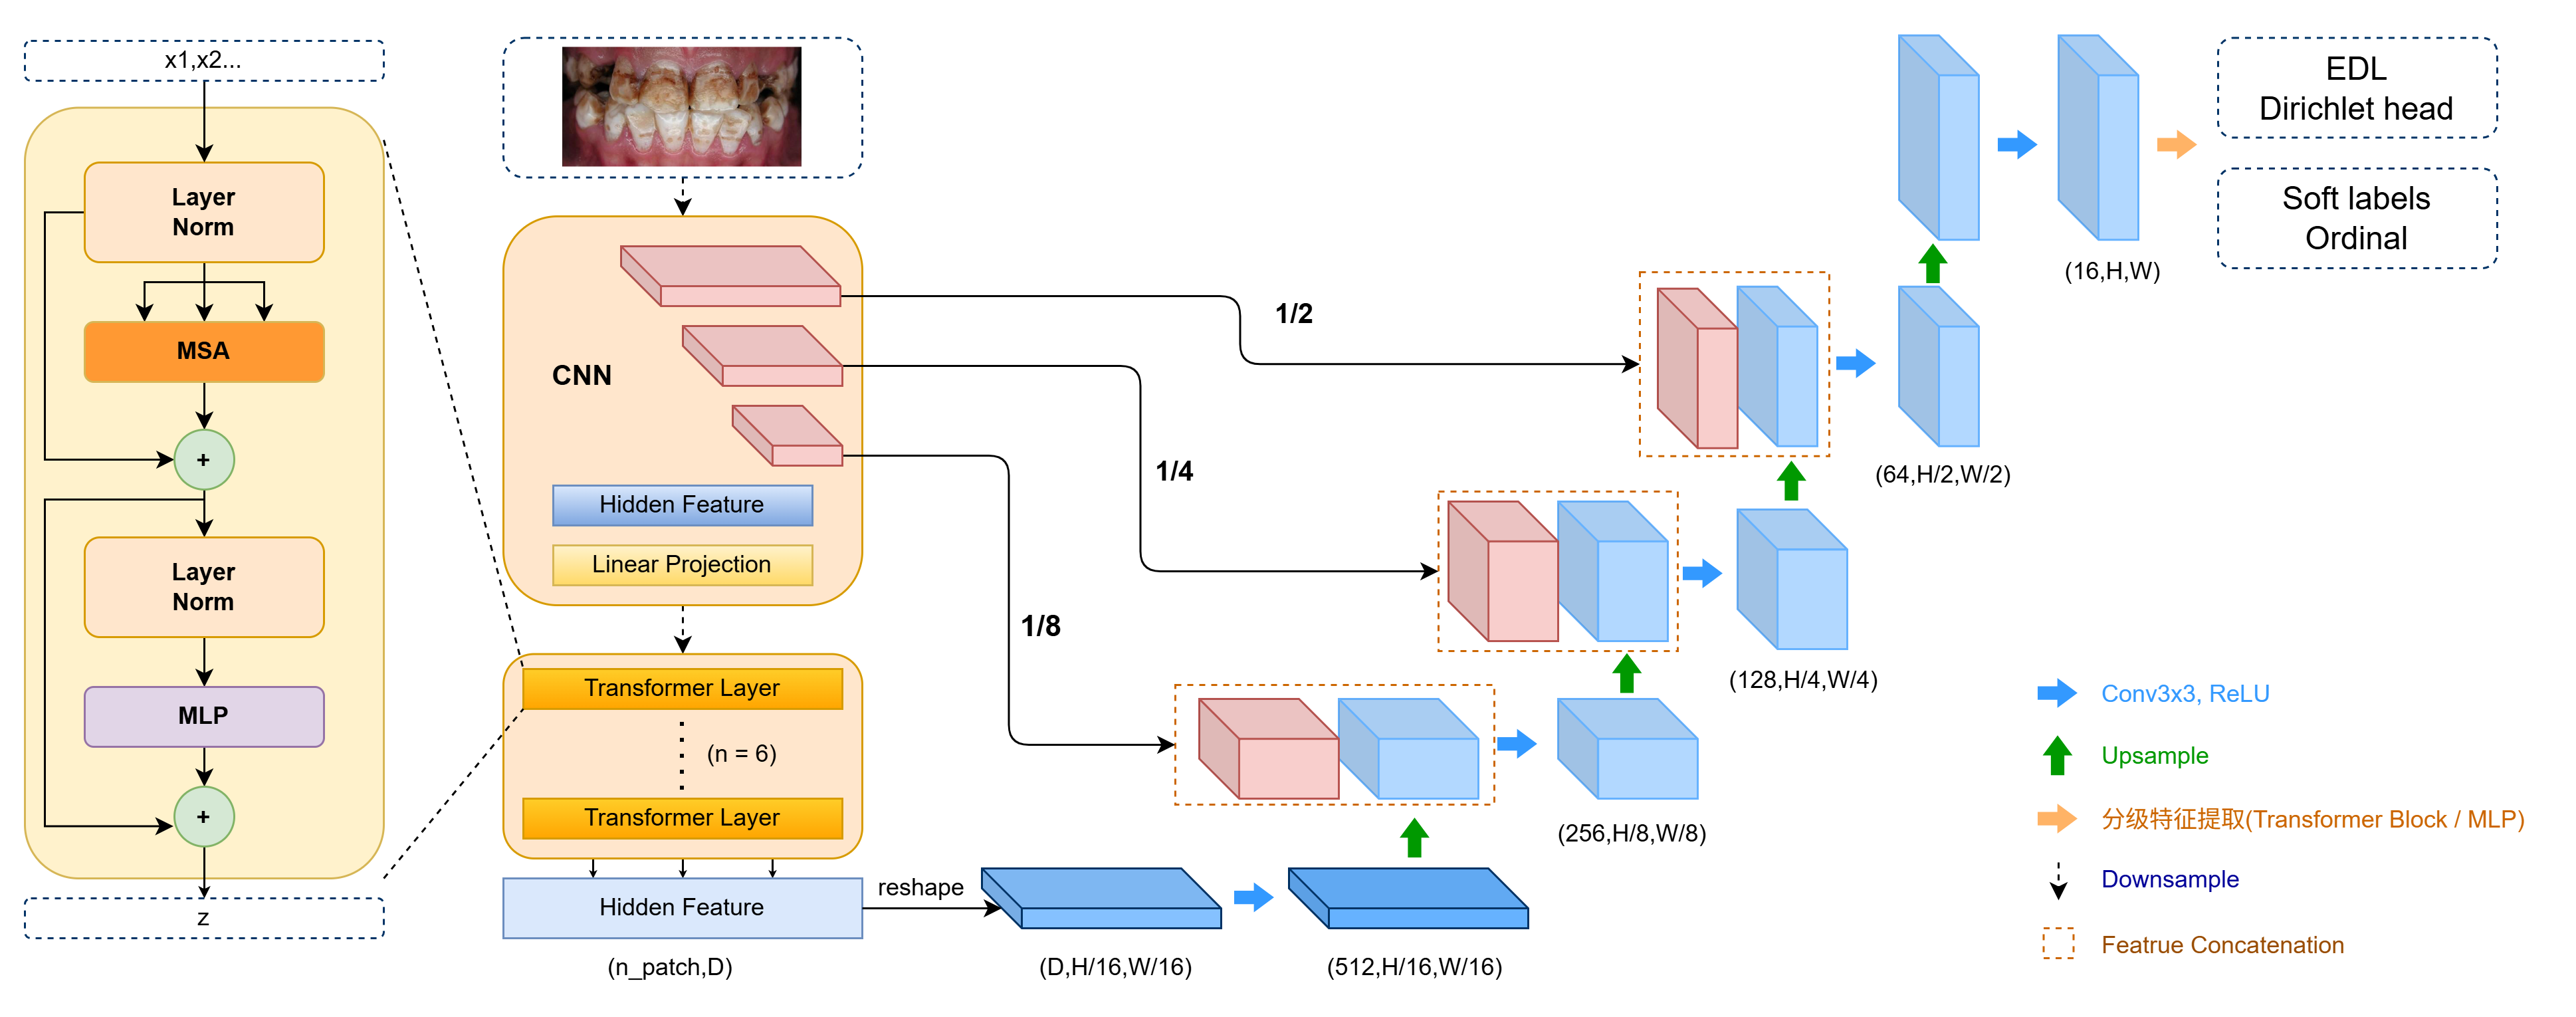 x1,x2...
Layer
Norm
MSA
+
Layer
Norm
MLP
+
z
CNN
Hidden Feature
Linear Projection
Transformer Layer
(n = 6)
Transformer Layer
Hidden Feature
(n_patch,D)
reshape
(D,H/16,W/16)
(512,H/16,W/16)
1/2
1/4
1/8
(256,H/8,W/8)
(128,H/4,W/4)
(64,H/2,W/2)
(16,H,W)
EDL
Dirichlet head
Soft labels
Ordinal
Conv3x3, ReLU
Upsample
分级特征提取(Transformer Block / MLP)
Downsample
Featrue Concatenation